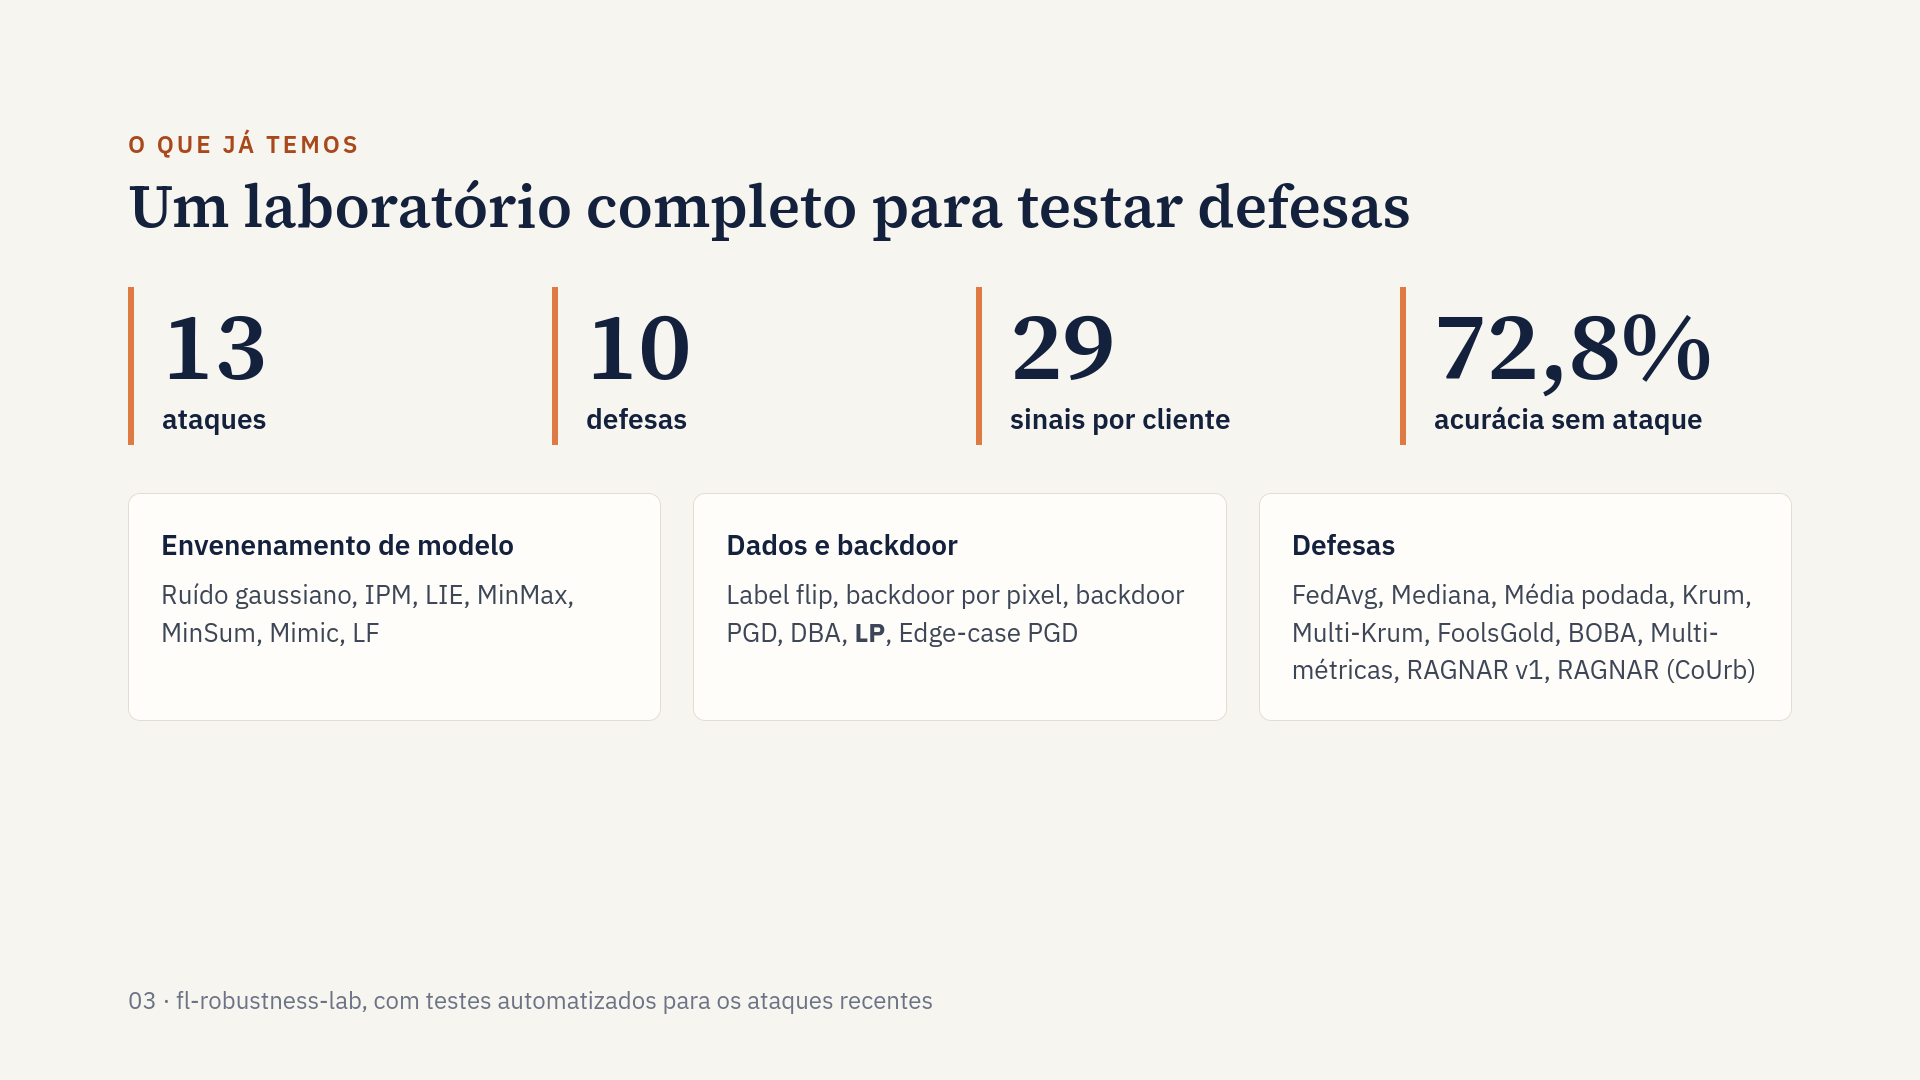 O QUE JÁ TEMOS
Um laboratório completo para testar defesas
13
ataques
10
defesas
29
sinais por cliente
72,8%
acurácia sem ataque
Envenenamento de modelo
Ruído gaussiano, IPM, LIE, MinMax,
MinSum, Mimic, LF
Dados e backdoor
Label flip, backdoor por pixel, backdoor
PGD, DBA, LP, Edge-case PGD
Defesas
FedAvg, Mediana, Média podada, Krum,
Multi-Krum, FoolsGold, BOBA, Multi-
métricas, RAGNAR v1, RAGNAR (CoUrb)
03 · fl-robustness-lab, com testes automatizados para os ataques recentes